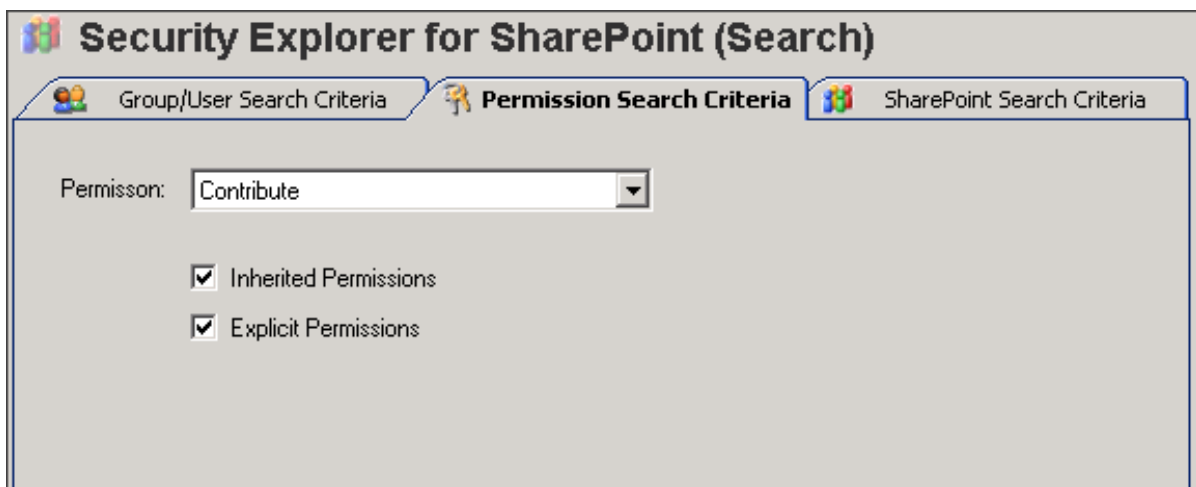 Security Explorer for SharePoint (Search)
Group/User Search Criteria Permission Search Criteria SharePoint Search Criteria
Permisson: Contribute
Inherited Permissions
Explicit Permissions